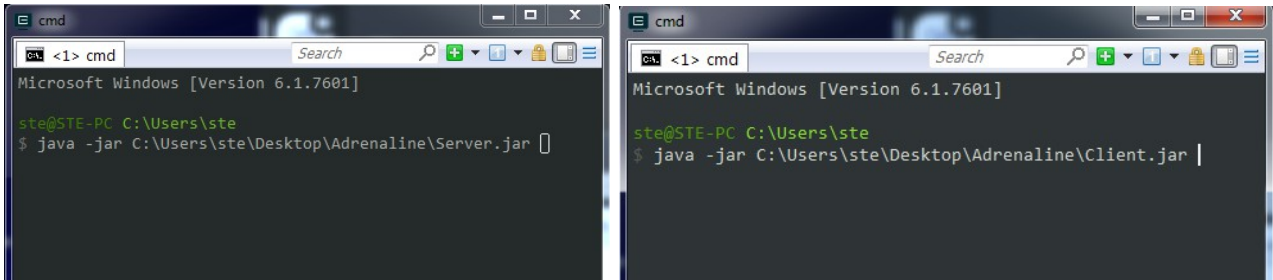 cmd
<1> cmd
Search
Microsoft Windows [Version 6.1.7601]
ste@STE-PC C:\Users\ste
$ java -jar C:\Users\ste\Desktop\Adrenaline\Server.jar
cmd
<1> cmd
Search
Microsoft Windows [Version 6.1.7601]
ste@STE-PC C:\Users\ste
$ java -jar C:\Users\ste\Desktop\Adrenaline\Client.jar